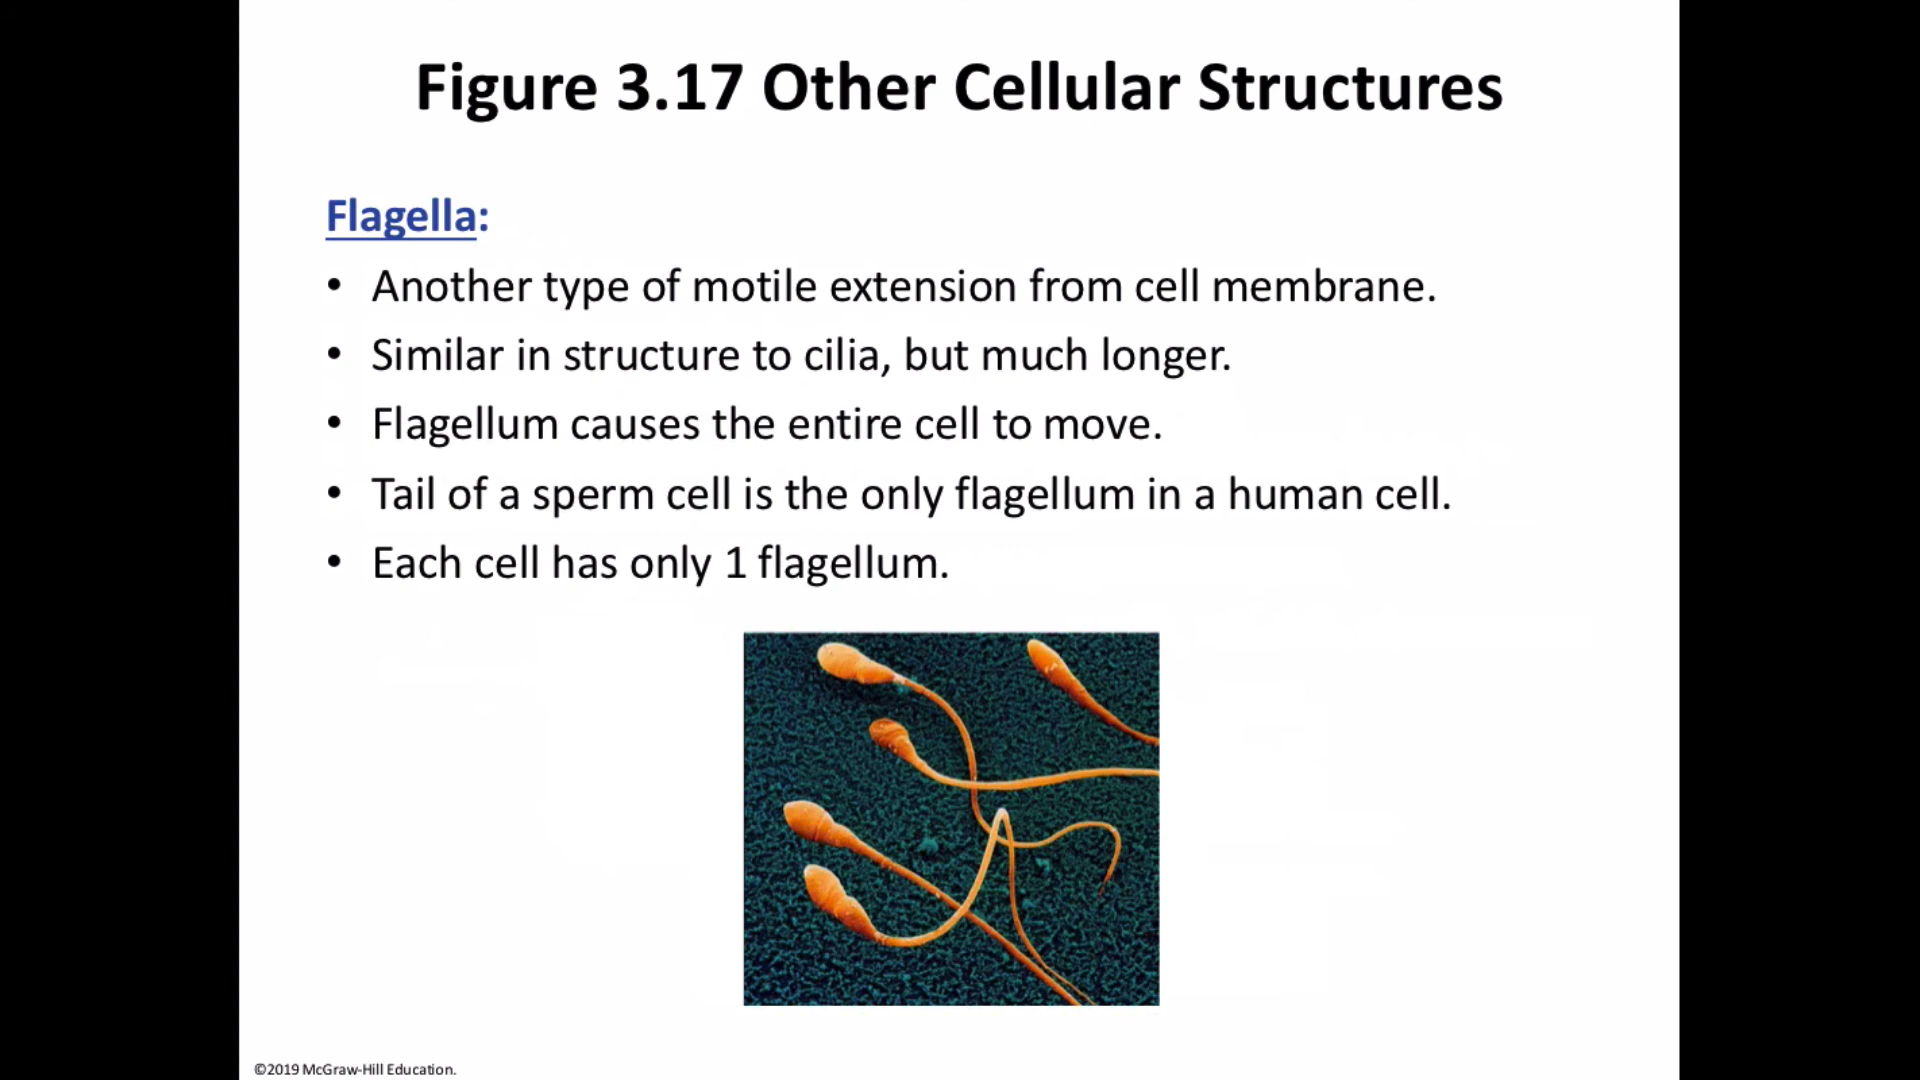 Figure 3.17 Other Cellular Structures
Flagella:
• Another type of motile extension from cell membrane.
• Similar in structure to cilia, but much longer.
• Flagellum causes the entire cell to move.
• Tail of a sperm cell is the only flagellum in a human cell.
• Each cell has only 1 flagellum.
©2019 McGraw-Hill Education.